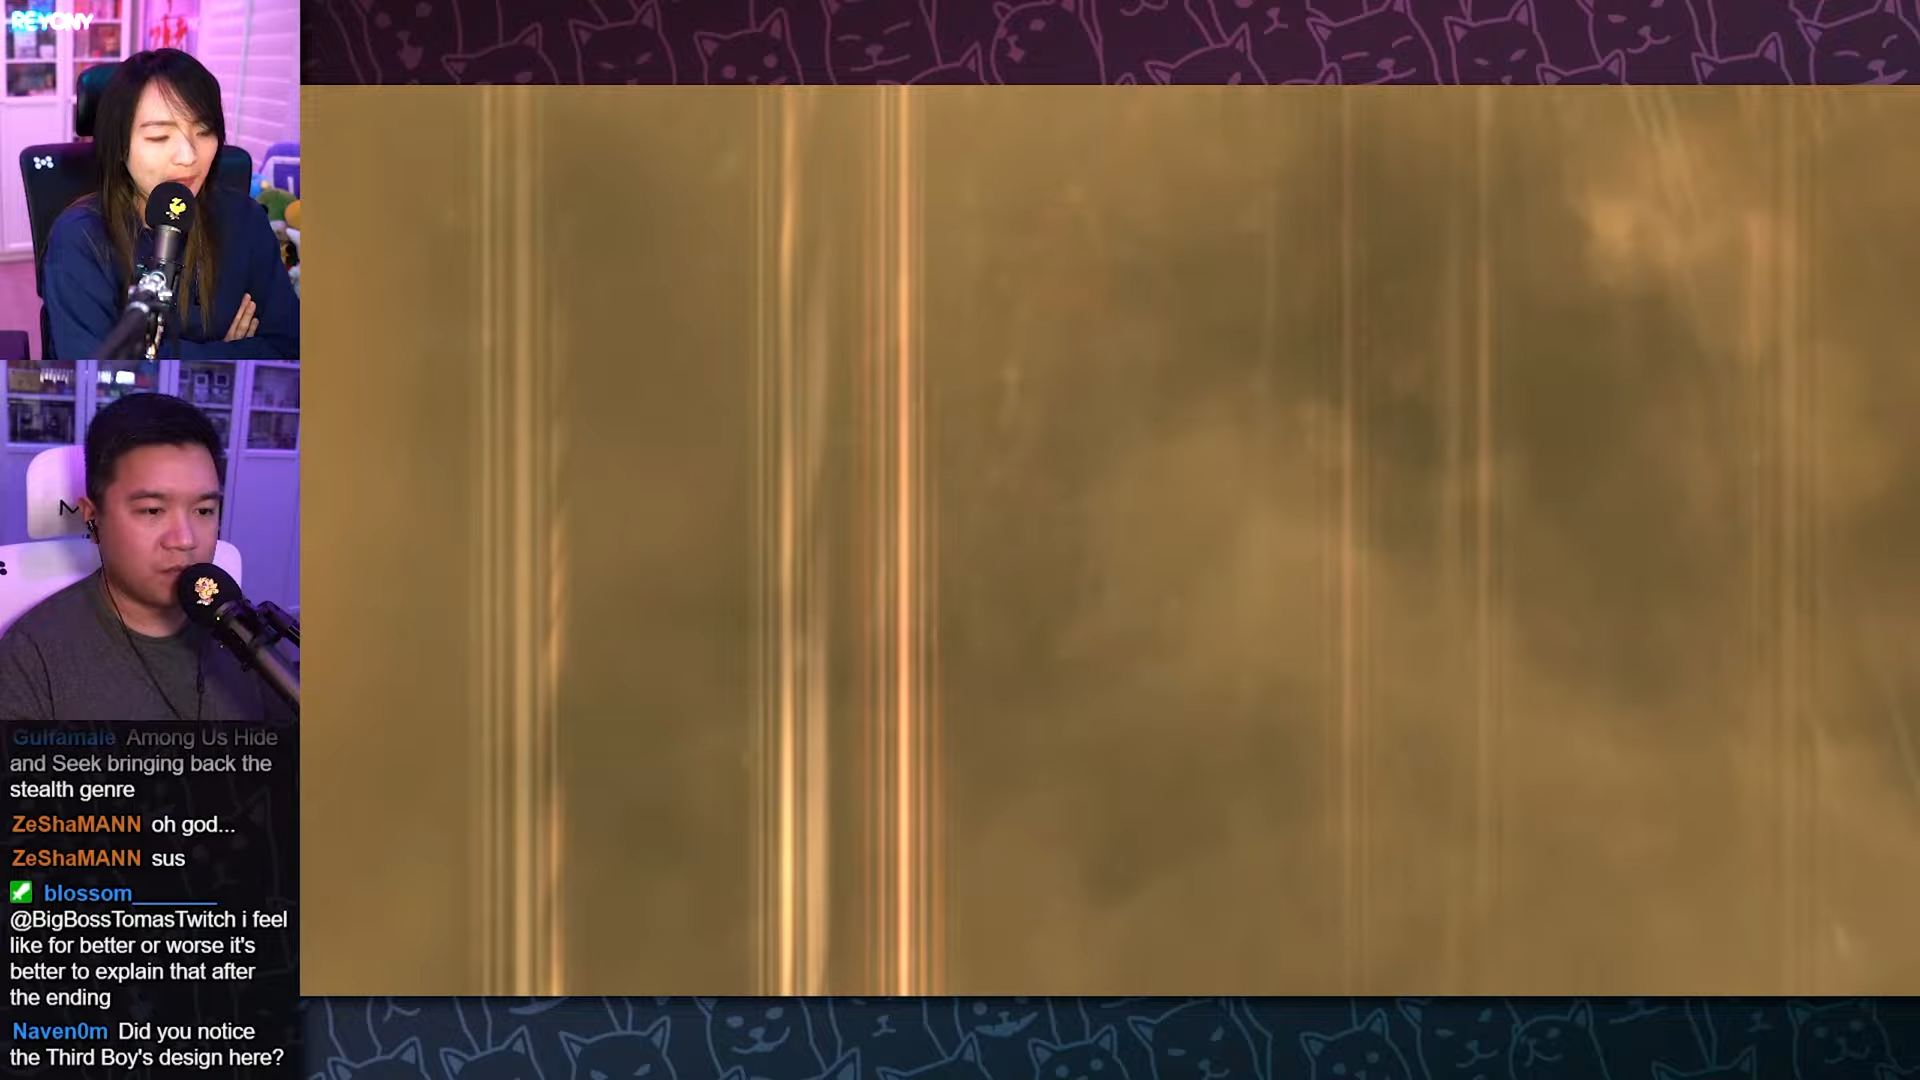 REYONY
Gulfamale Among Us Hide
and Seek bringing back the
stealth genre
ZeShaMANN oh god...
ZeShaMANN sus
blossom_______
@BigBossTomasTwitch i feel
like for better or worse it's
better to explain that after
the ending
Naven0m Did you notice
the Third Boy's design here?